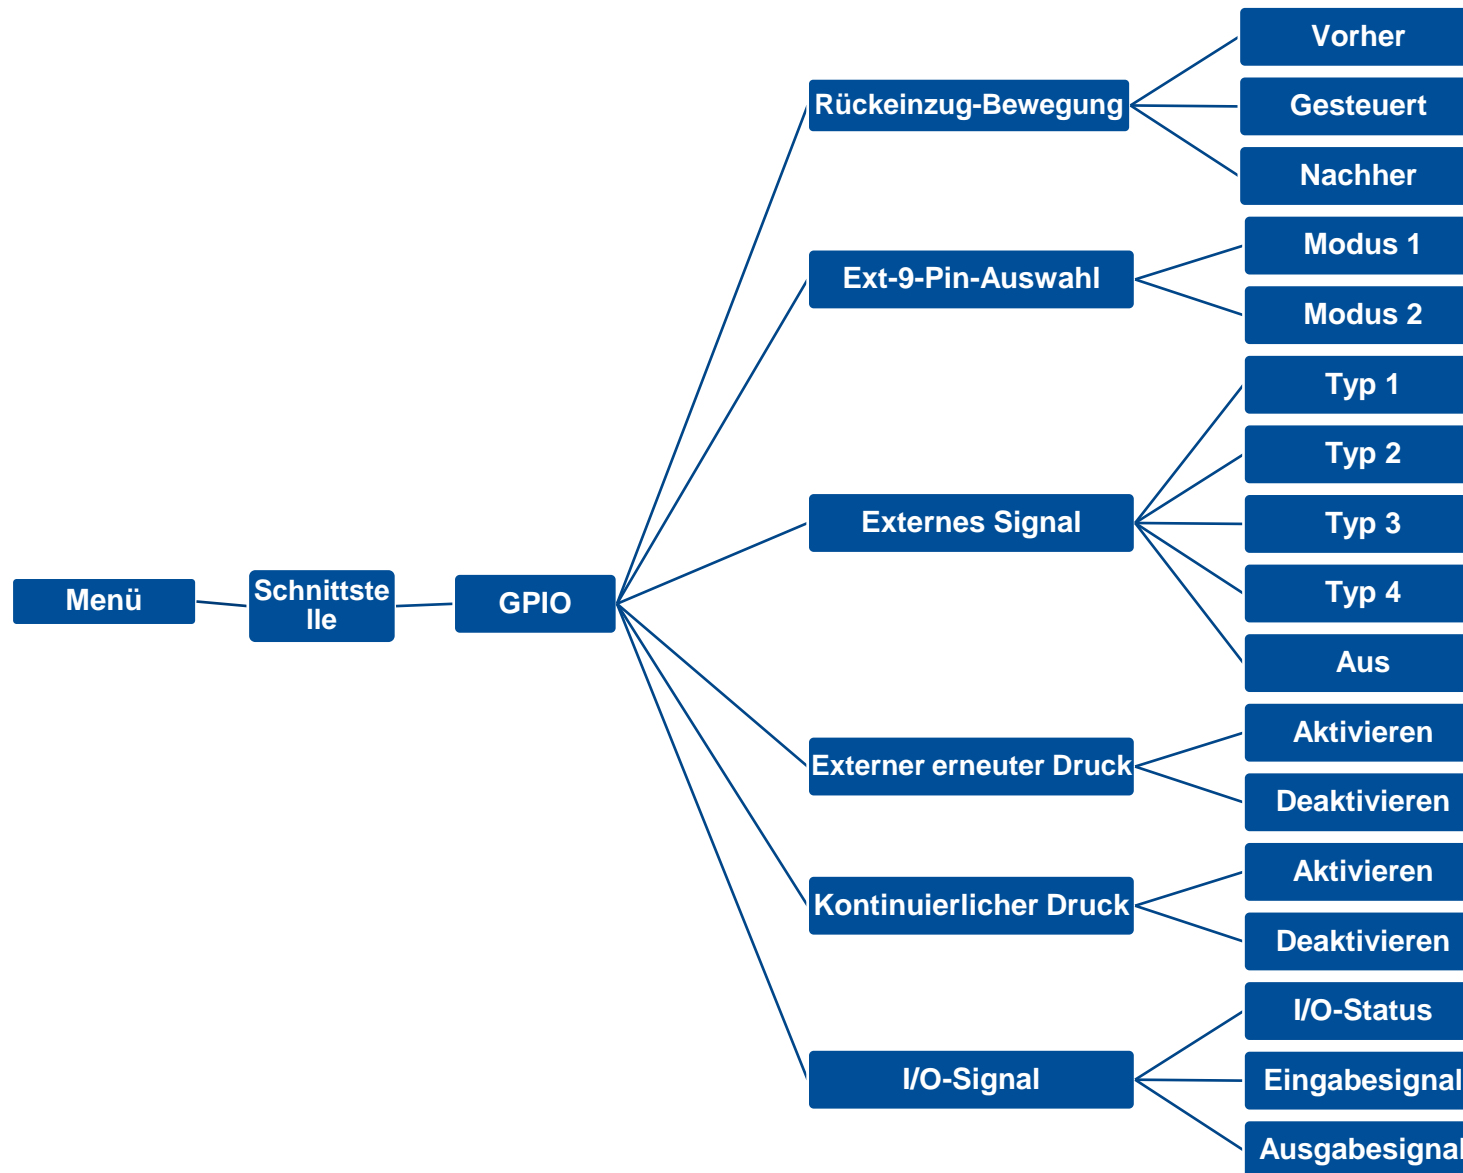 Menü
Schnittste
lle
GPIO
Rückeinzug-Bewegung
Vorher
Gesteuert
Nachher
Ext-9-Pin-Auswahl
Modus 1
Modus 2
Externes Signal
Typ 1
Typ 2
Typ 3
Typ 4
Aus
Externer erneuter Druck
Aktivieren
Deaktivieren
Kontinuierlicher Druck
Aktivieren
Deaktivieren
I/O-Signal
I/O-Status
Eingabesignal
Ausgabesignal